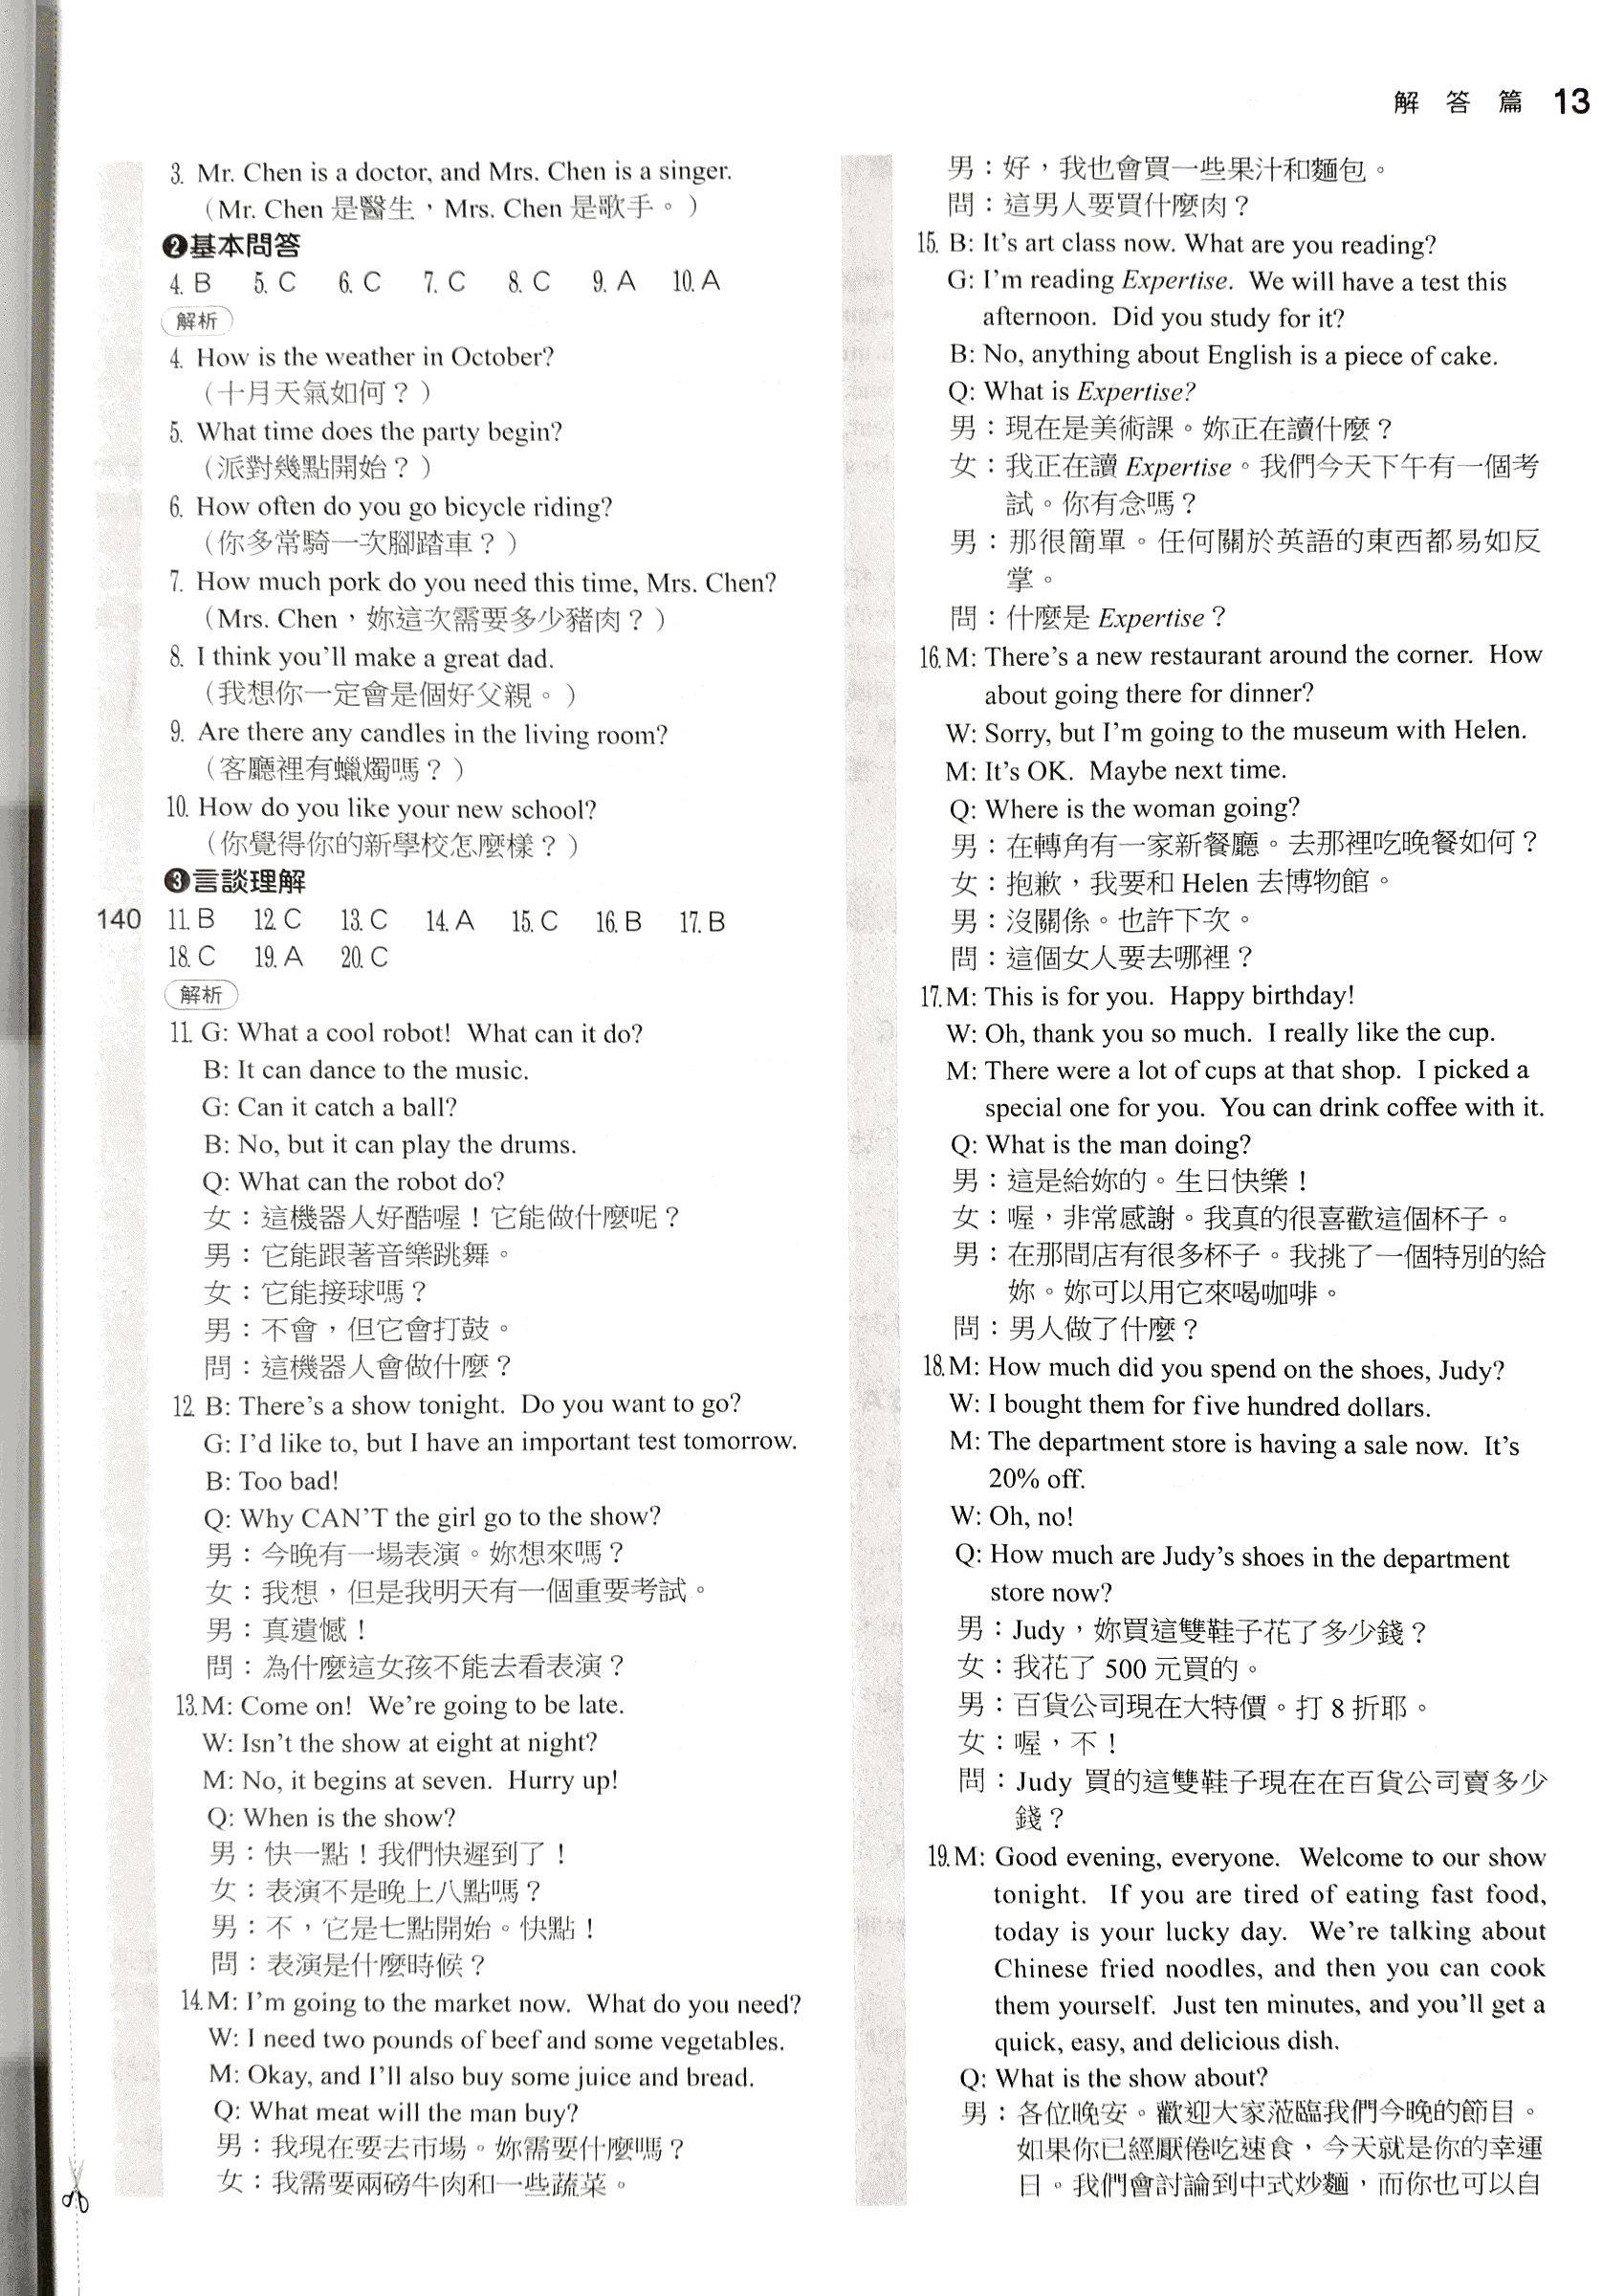 解答篇 13
3. Mr. Chen is a doctor, and Mrs. Chen is a singer.
（Mr. Chen 是醫生，Mrs. Chen 是歌手。）
❷基本問答
4. B 5. C 6. C 7. C 8. C 9. A 10. A
解析
4. How is the weather in October?
（十月天氣如何？）
5. What time does the party begin?
（派對幾點開始？）
6. How often do you go bicycle riding?
（你多常騎一次腳踏車？）
7. How much pork do you need this time, Mrs. Chen?
（Mrs. Chen，妳這次需要多少豬肉？）
8. I think you'll make a great dad.
（我想你一定會是個好父親。）
9. Are there any candles in the living room?
（客廳裡有蠟燭嗎？）
10. How do you like your new school?
（你覺得你的新學校怎麼樣？）
❸言談理解
140 11. B 12. C 13. C 14. A 15. C 16. B 17. B
18. C 19. A 20. C
解析
11. G: What a cool robot! What can it do?
B: It can dance to the music.
G: Can it catch a ball?
B: No, but it can play the drums.
Q: What can the robot do?
女：這機器人好酷喔！它能做什麼呢？
男：它能跟著音樂跳舞。
女：它能接球嗎？
男：不會，但它會打鼓。
問：這機器人會做什麼？
12. B: There's a show tonight. Do you want to go?
G: I'd like to, but I have an important test tomorrow.
B: Too bad!
Q: Why CAN'T the girl go to the show?
男：今晚有一場表演。妳想來嗎？
女：我想，但是我明天有一個重要考試。
男：真遺憾！
問：為什麼這女孩不能去看表演？
13. M: Come on! We're going to be late.
W: Isn't the show at eight at night?
M: No, it begins at seven. Hurry up!
Q: When is the show?
男：快一點！我們快遲到了！
女：表演不是晚上八點嗎？
男：不，它是七點開始。快點！
問：表演是什麼時候？
14. M: I'm going to the market now. What do you need?
W: I need two pounds of beef and some vegetables.
M: Okay, and I'll also buy some juice and bread.
Q: What meat will the man buy?
男：我現在要去市場。妳需要什麼嗎？
女：我需要兩磅牛肉和一些蔬菜。
男：好，我也會買一些果汁和麵包。
問：這男人要買什麼肉？
15. B: It's art class now. What are you reading?
G: I'm reading Expertise. We will have a test this
afternoon. Did you study for it?
B: No, anything about English is a piece of cake.
Q: What is Expertise?
男：現在是美術課。妳正在讀什麼？
女：我正在讀 Expertise。我們今天下午有一個考
試。你有念嗎？
男：那很簡單。任何關於英語的東西都易如反
掌。
問：什麼是 Expertise？
16. M: There's a new restaurant around the corner. How
about going there for dinner?
W: Sorry, but I'm going to the museum with Helen.
M: It's OK. Maybe next time.
Q: Where is the woman going?
男：在轉角有一家新餐廳。去那裡吃晚餐如何？
女：抱歉，我要和 Helen 去博物館。
男：沒關係。也許下次。
問：這個女人要去哪裡？
17. M: This is for you. Happy birthday!
W: Oh, thank you so much. I really like the cup.
M: There were a lot of cups at that shop. I picked a
special one for you. You can drink coffee with it.
Q: What is the man doing?
男：這是給妳的。生日快樂！
女：喔，非常感謝。我真的很喜歡這個杯子。
男：在那間店有很多杯子。我挑了一個特別的給
妳。妳可以用它來喝咖啡。
問：男人做了什麼？
18. M: How much did you spend on the shoes, Judy?
W: I bought them for five hundred dollars.
M: The department store is having a sale now. It's
20% off.
W: Oh, no!
Q: How much are Judy's shoes in the department
store now?
男：Judy，妳買這雙鞋子花了多少錢？
女：我花了 500 元買的。
男：百貨公司現在大特價。打 8 折耶。
女：喔，不！
問：Judy 買的這雙鞋子現在在百貨公司賣多少
錢？
19. M: Good evening, everyone. Welcome to our show
tonight. If you are tired of eating fast food,
today is your lucky day. We're talking about
Chinese fried noodles, and then you can cook
them yourself. Just ten minutes, and you'll get a
quick, easy, and delicious dish.
Q: What is the show about?
男：各位晚安。歡迎大家蒞臨我們今晚的節目。
如果你已經厭倦吃速食，今天就是你的幸運
日。我們會討論到中式炒麵，而你也可以自